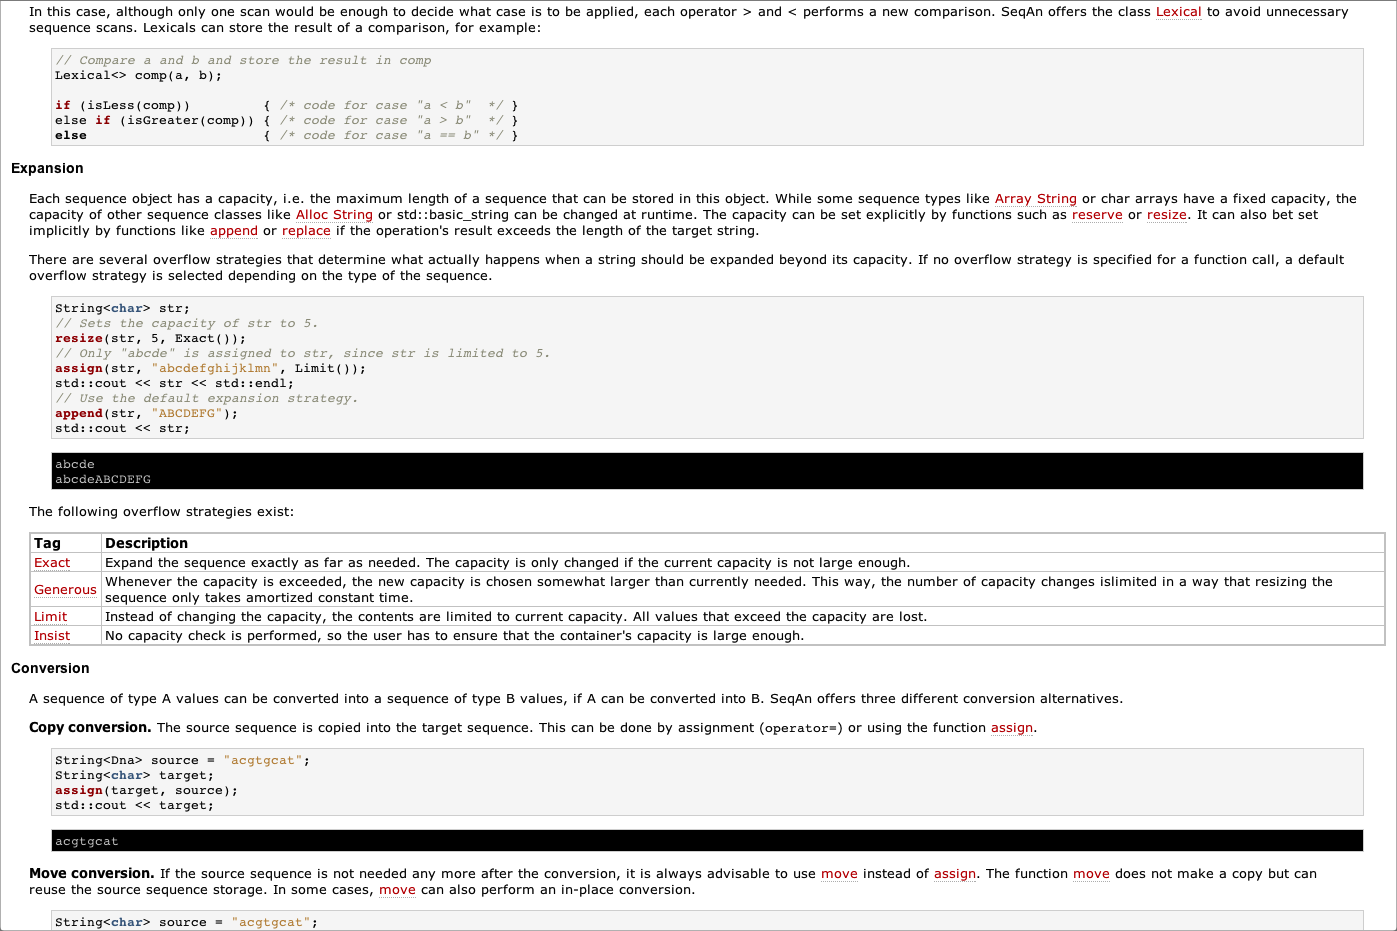 In this case, although only one scan would be enough to decide what case is to be applied, each operator > and < performs a new comparison. SeqAn offers the class Lexical to avoid unnecessary
sequence scans. Lexicals can store the result of a comparison, for example:
// Compare a and b and store the result in comp
Lexical<> comp(a, b);
if (isLess(comp))         { /* code for case "a < b"  */ }
else if (isGreater(comp)) { /* code for case "a > b"  */ }
else                      { /* code for case "a == b" */ }
Expansion
Each sequence object has a capacity, i.e. the maximum length of a sequence that can be stored in this object. While some sequence types like Array String or char arrays have a fixed capacity, the
capacity of other sequence classes like Alloc String or std::basic_string can be changed at runtime. The capacity can be set explicitly by functions such as reserve or resize. It can also bet set
implicitly by functions like append or replace if the operation's result exceeds the length of the target string.
There are several overflow strategies that determine what actually happens when a string should be expanded beyond its capacity. If no overflow strategy is specified for a function call, a default
overflow strategy is selected depending on the type of the sequence.
String<char> str;
// Sets the capacity of str to 5.
resize(str, 5, Exact());
// Only "abcde" is assigned to str, since str is limited to 5.
assign(str, "abcdefghijklmn", Limit());
std::cout << str << std::endl;
// Use the default expansion strategy.
append(str, "ABCDEFG");
std::cout << str;
abcde
abcdeABCDEFG
The following overflow strategies exist:
Tag Description
Exact Expand the sequence exactly as far as needed. The capacity is only changed if the current capacity is not large enough.
Generous Whenever the capacity is exceeded, the new capacity is chosen somewhat larger than currently needed. This way, the number of capacity changes islimited in a way that resizing the
sequence only takes amortized constant time.
Limit Instead of changing the capacity, the contents are limited to current capacity. All values that exceed the capacity are lost.
Insist No capacity check is performed, so the user has to ensure that the container's capacity is large enough.
Conversion
A sequence of type A values can be converted into a sequence of type B values, if A can be converted into B. SeqAn offers three different conversion alternatives.
Copy conversion. The source sequence is copied into the target sequence. This can be done by assignment (operator=) or using the function assign.
String<Dna> source = "acgtgcat";
String<char> target;
assign(target, source);
std::cout << target;
acgtgcat
Move conversion. If the source sequence is not needed any more after the conversion, it is always advisable to use move instead of assign. The function move does not make a copy but can
reuse the source sequence storage. In some cases, move can also perform an in-place conversion.
String<char> source = "acgtgcat";